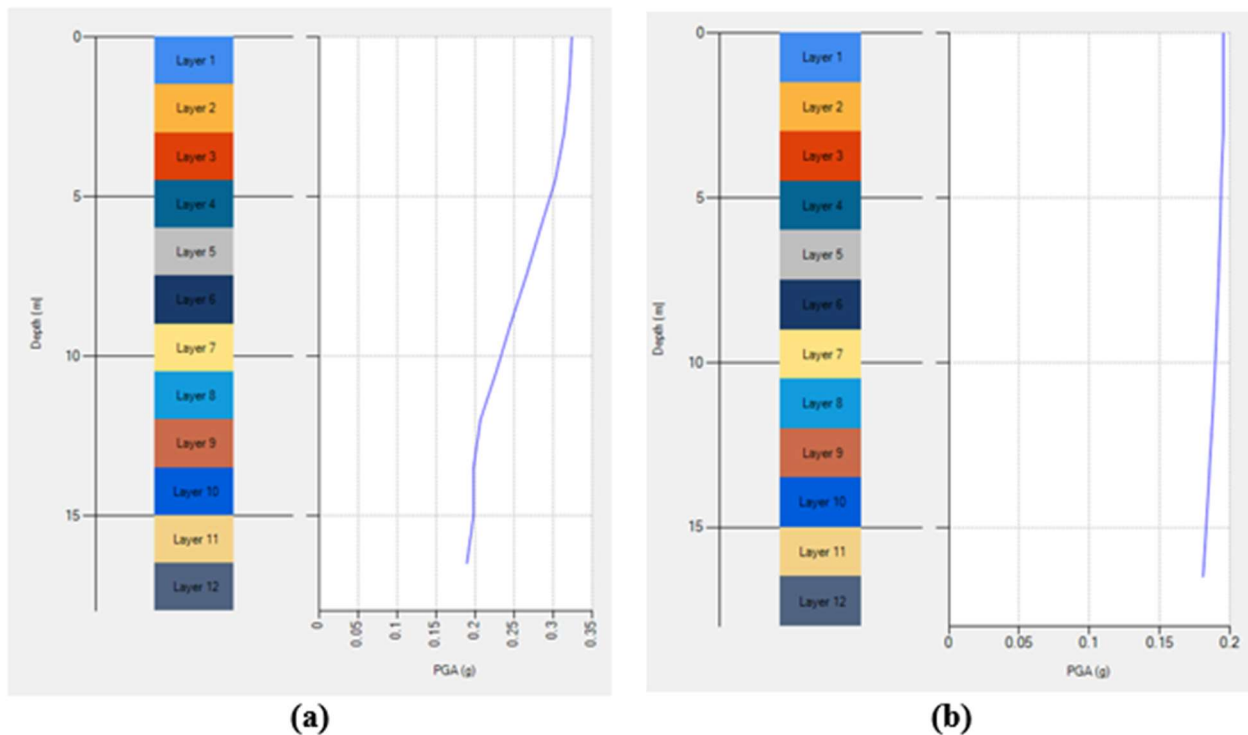 0
5
10
15
Depth [m]
Layer 1
Layer 2
Layer 3
Layer 4
Layer 5
Layer 6
Layer 7
Layer 8
Layer 9
Layer 10
Layer 11
Layer 12
0 0.05 0.1 0.15 0.2 0.25 0.3 0.35
PGA (g)
(a)
0
5
10
15
Depth [m]
Layer 1
Layer 2
Layer 3
Layer 4
Layer 5
Layer 6
Layer 7
Layer 8
Layer 9
Layer 10
Layer 11
Layer 12
0 0.05 0.1 0.15 0.2
PGA (g)
(b)